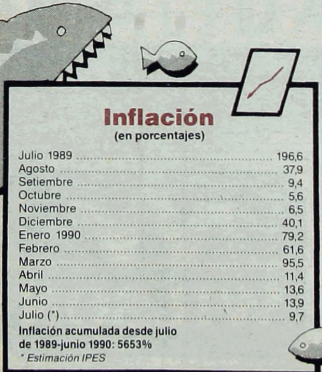 Inflación
(en porcentajes)
Julio 1989 ........ 196,6
Agosto ........ 37,9
Setiembre ........ 9,4
Octubre ........ 5,6
Noviembre ........ 6,5
Diciembre ........ 40,1
Enero 1990 ........ 79,2
Febrero ........ 61,6
Marzo ........ 95,5
Abril ........ 11,4
Mayo ........ 13,6
Junio ........ 13,9
Julio (*) ........ 9,7
Inflación acumulada desde julio
de 1989-junio 1990: 5653%
* Estimación IPES